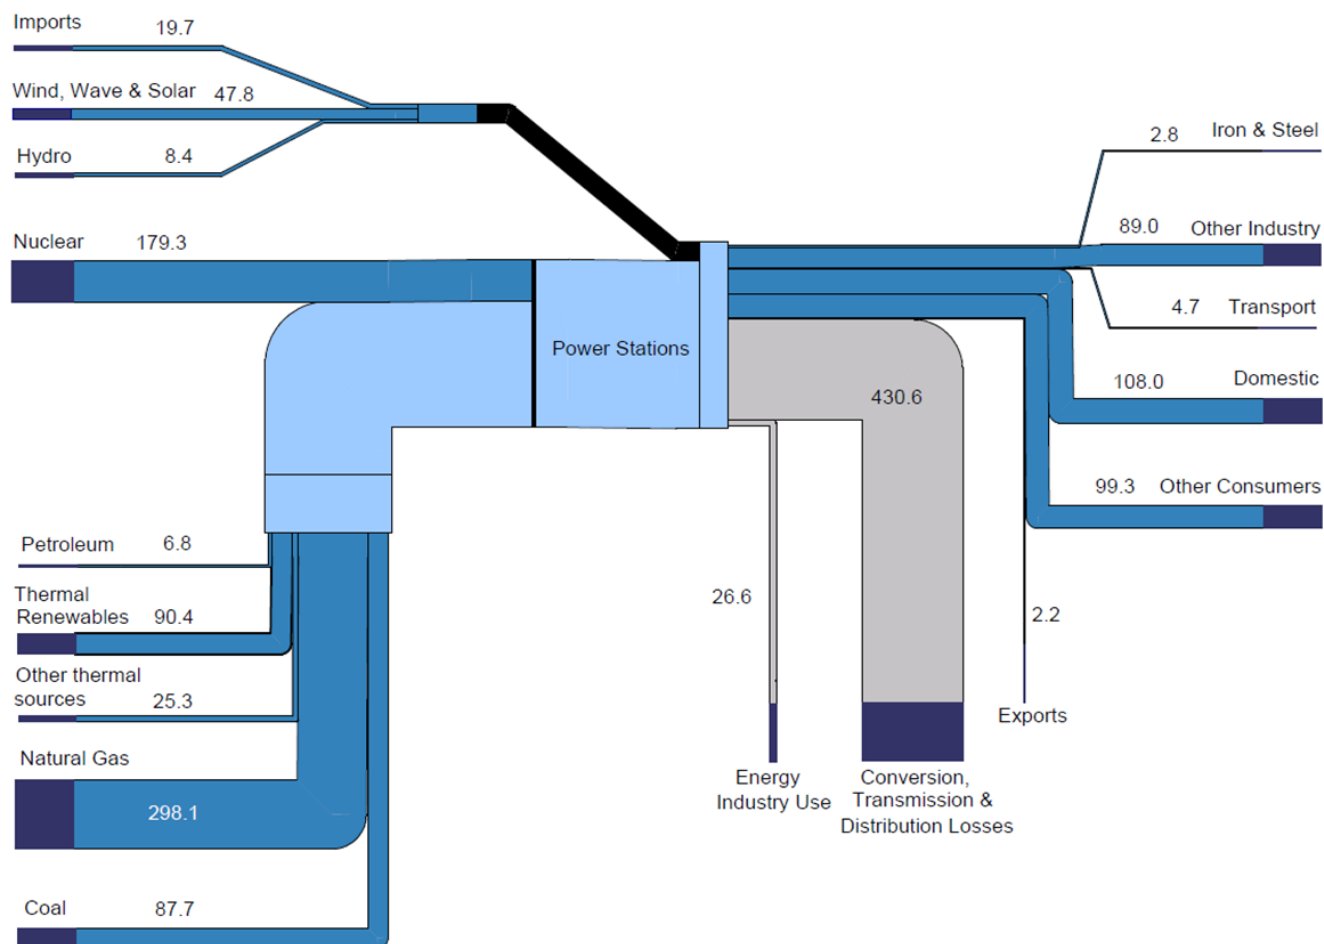 Imports 19.7
Wind, Wave & Solar 47.8
Hydro 8.4
Nuclear 179.3
Power Stations
Petroleum 6.8
Thermal
Renewables 90.4
Other thermal
sources 25.3
Natural Gas
298.1
Coal 87.7
2.8 Iron & Steel
89.0 Other Industry
4.7 Transport
108.0 Domestic
99.3 Other Consumers
430.6
26.6
2.2
Exports
Energy
Industry Use
Conversion,
Transmission &
Distribution Losses